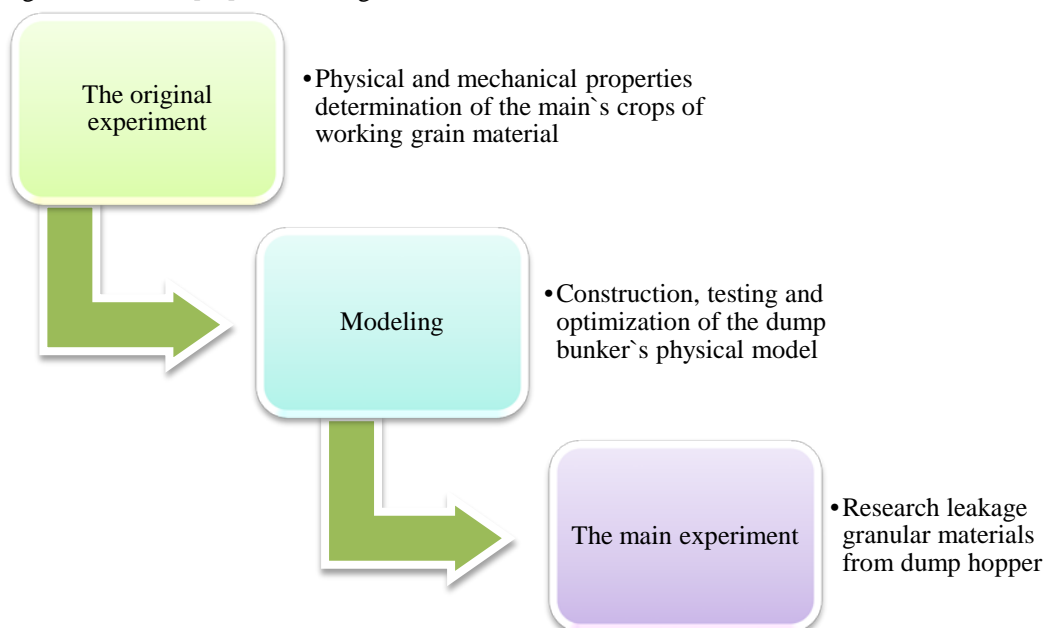 The original
experiment
•Physical and mechanical properties
determination of the main`s crops of
working grain material
Modeling
•Construction, testing and
optimization of the dump
bunker`s physical model
The main experiment
•Research leakage
granular materials
from dump hopper